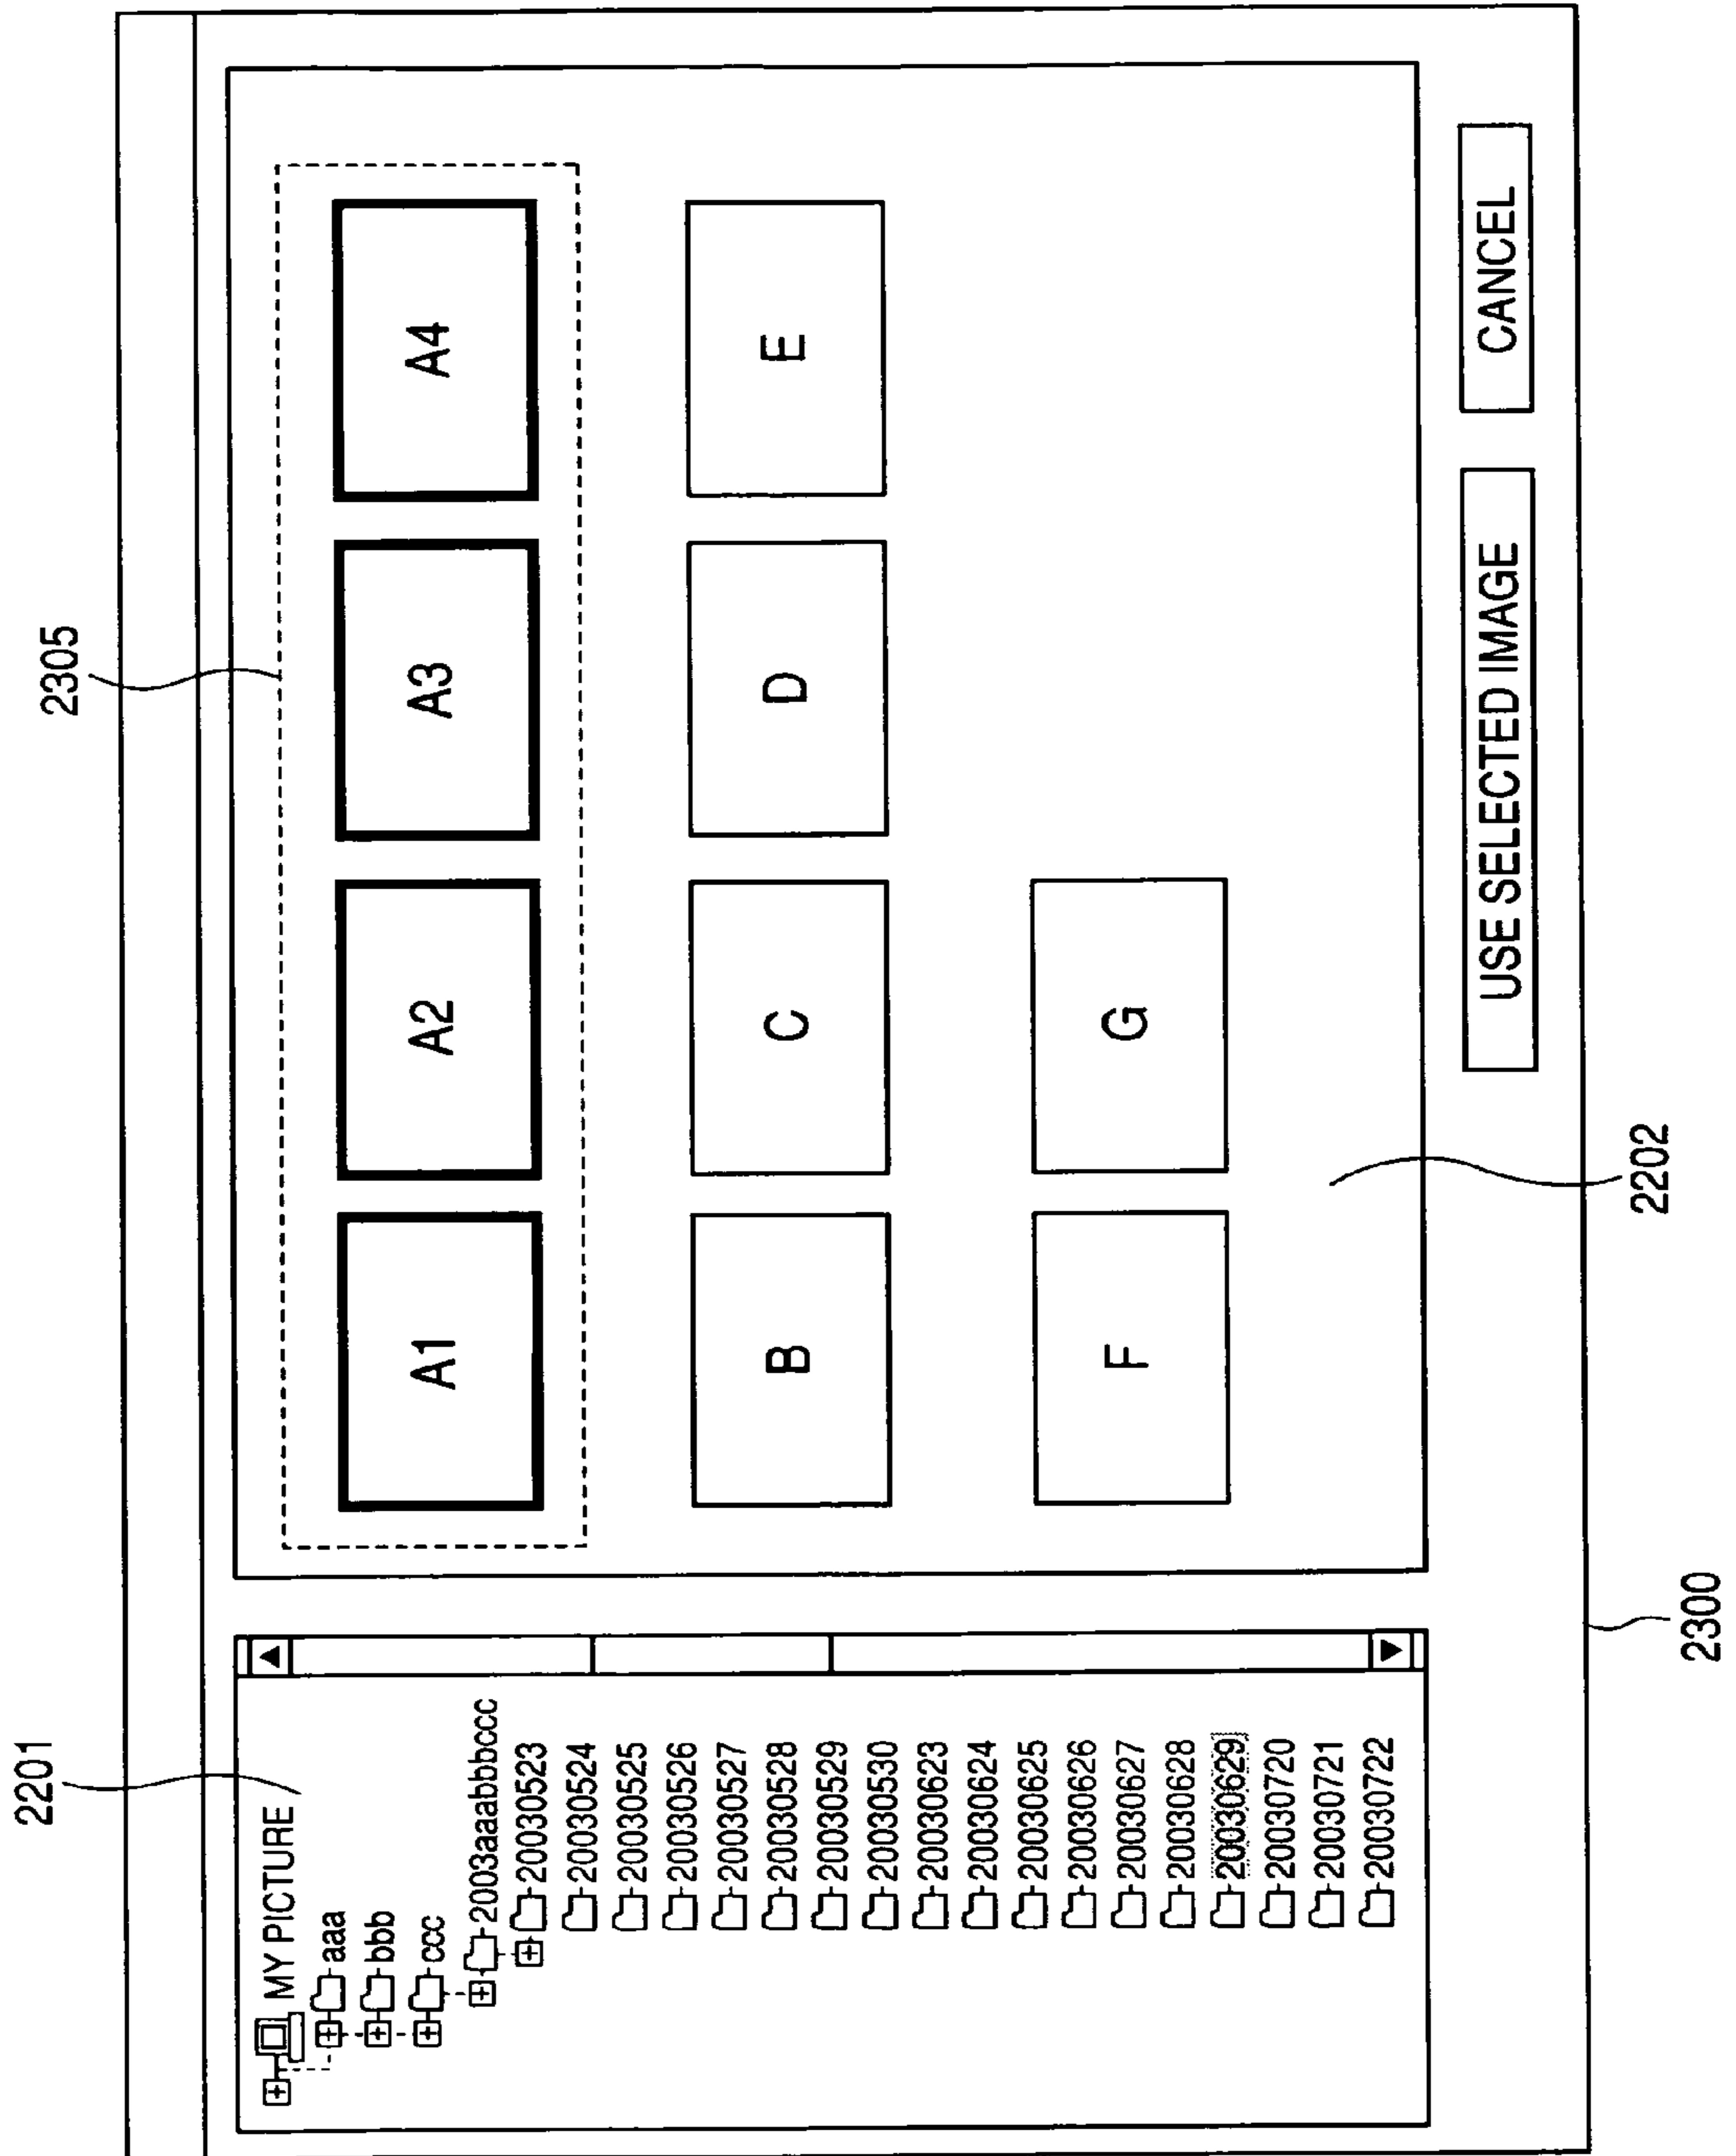 2201
2305
MY PICTURE
aaa
bbb
ccc
2003aaabbbccc
20030523
20030524
20030525
20030526
20030527
20030528
20030529
20030530
20030623
20030624
20030625
20030626
20030627
20030628
20030629
20030720
20030721
20030722
A1 A2 A3 A4
B C D E
F G
USE SELECTED IMAGE CANCEL
2300
2202